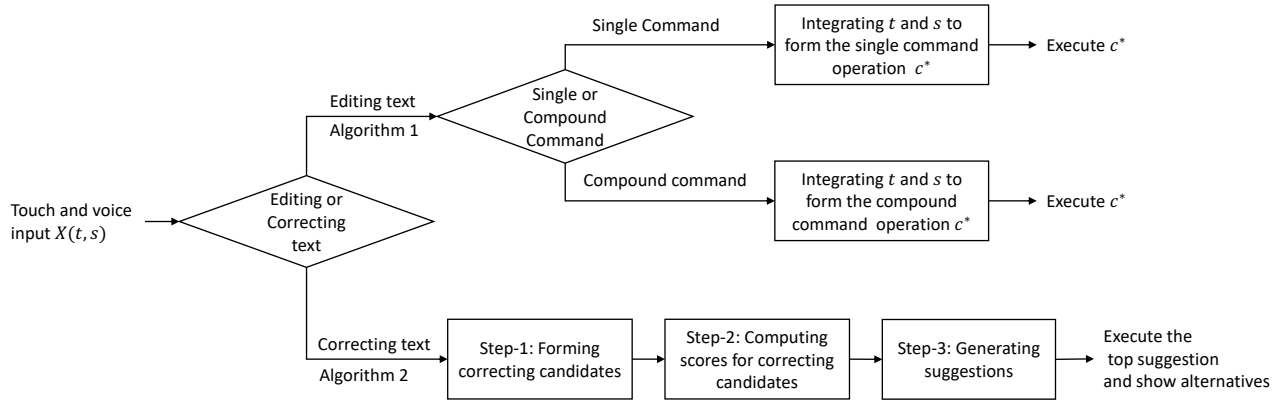 Touch and voice
input X(t, s)
Editing or
Correcting
text
Editing text
Algorithm 1
Single or
Compound
Command
Single Command
Integrating t and s to
form the single command
operation c*
Execute c*
Compound command
Integrating t and s to
form the compound
command operation c*
Execute c*
Correcting text
Algorithm 2
Step-1: Forming
correcting candidates
Step-2: Computing
scores for correcting
candidates
Step-3: Generating
suggestions
Execute the
top suggestion
and show alternatives